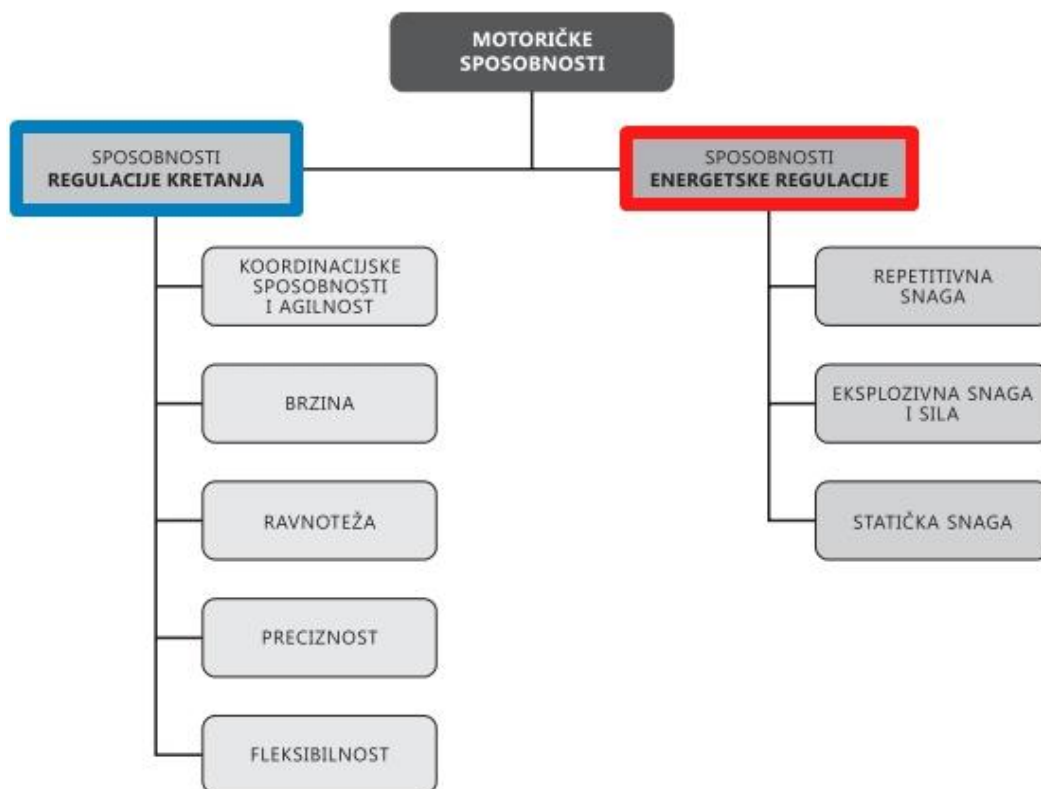 MOTORIČKE
SPOSOBNOSTI
SPOSOBNOSTI
REGULACIJE KRETANJA
SPOSOBNOSTI
ENERGETSKE REGULACIJE
KOORDINACIJSKE
SPOSOBNOSTI
I AGILNOST
BRZINA
RAVNOTEŽA
PRECIZNOST
FLEKSIBILNOST
REPETITIVNA
SNAGA
EKSPLOZIVNA SNAGA
I SILA
STATIČKA SNAGA